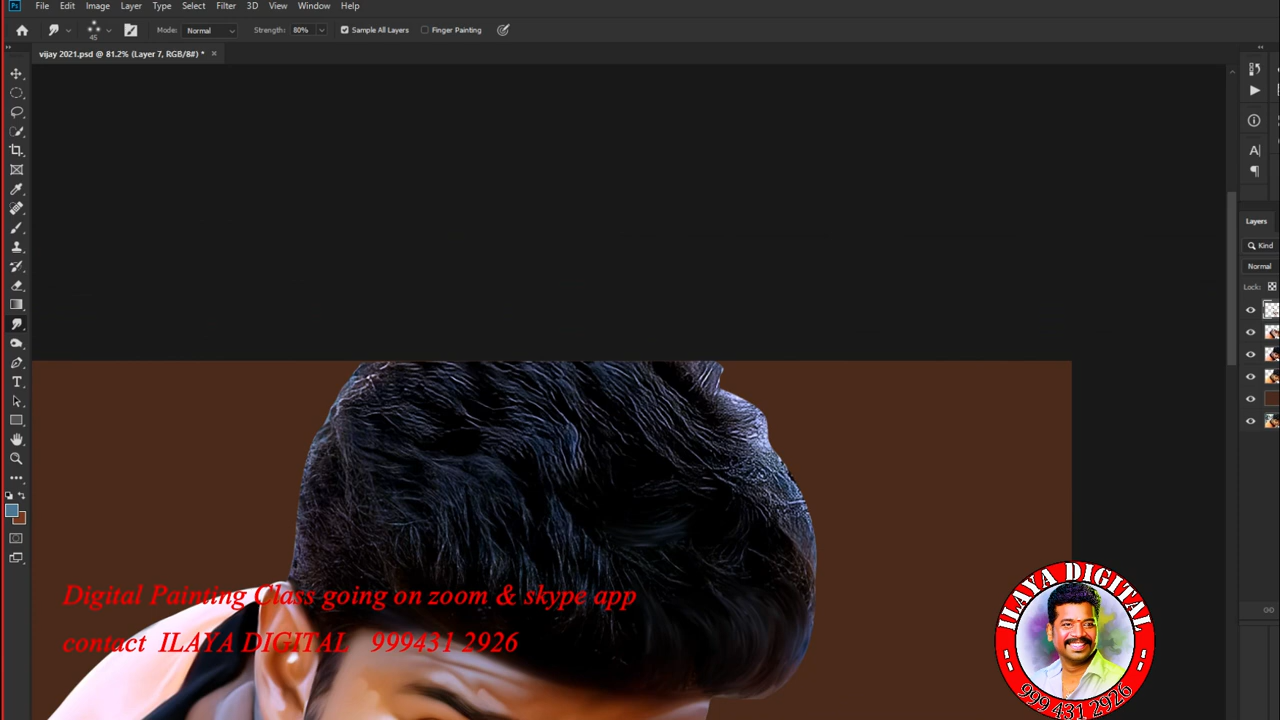 Ps File Edit Image Layer Type Select Filter 3D View Window Help
45 Mode: Normal Strength: 80% Sample All Layers Finger Painting
vijay 2021.psd @ 81.2% (Layer 7, RGB/8#) * ×
A|
Layers
Kind
Normal
Lock:
T
Digital Painting Class going on zoom & skype app
contact ILAYA DIGITAL 999431 2926
ILAYA DIGITAL
999 431 2926